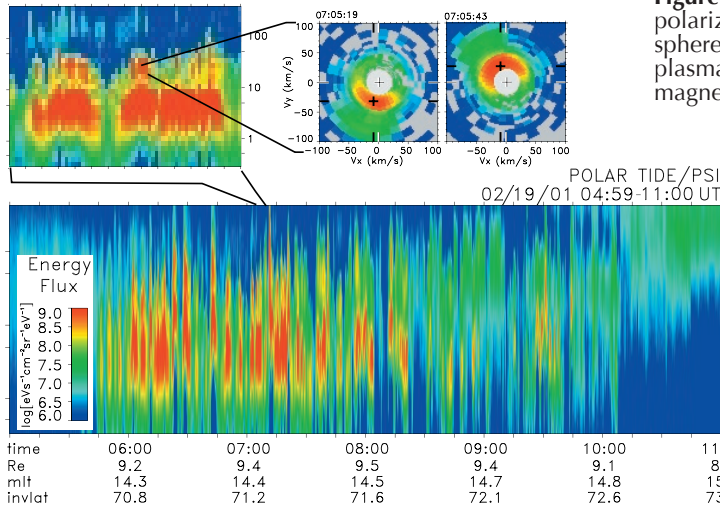 Figure
polariz
sphere
plasma
magne
100
10
1
07:05:19
07:05:43
Vy (km/s)
100
50
0
-50
-100
-100 -50 0 50 100
Vx (km/s)
-50 0 50 100
Vx (km/s)
POLAR TIDE/PSI
02/19/01 04:59-11:00 UT
Energy
Flux
log[eVs⁻¹cm⁻²sr⁻¹eV⁻¹]
9.0
8.5
8.0
7.5
7.0
6.5
6.0
time 06:00 07:00 08:00 09:00 10:00 11
Re 9.2 9.4 9.5 9.4 9.1 8
mlt 14.3 14.4 14.5 14.7 14.8 15
invlat 70.8 71.2 71.6 72.1 72.6 73